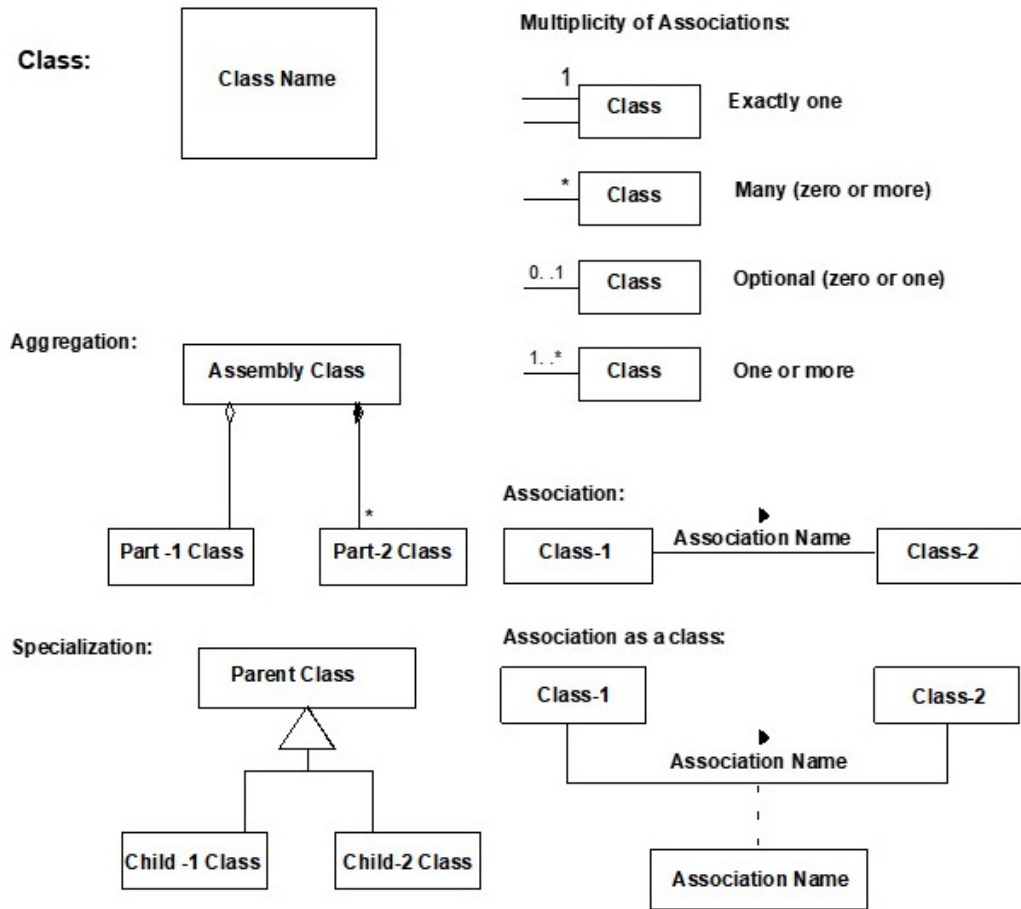 Class:
Class Name
Multiplicity of Associations:
1
Class
Exactly one
*
Class
Many (zero or more)
0. .1
Class
Optional (zero or one)
1. .*
Class
One or more
Aggregation:
Assembly Class
*
Part -1 Class
Part-2 Class
Association:
Class-1
Association Name
Class-2
Specialization:
Parent Class
Child -1 Class
Child-2 Class
Association as a class:
Class-1
Class-2
Association Name
Association Name